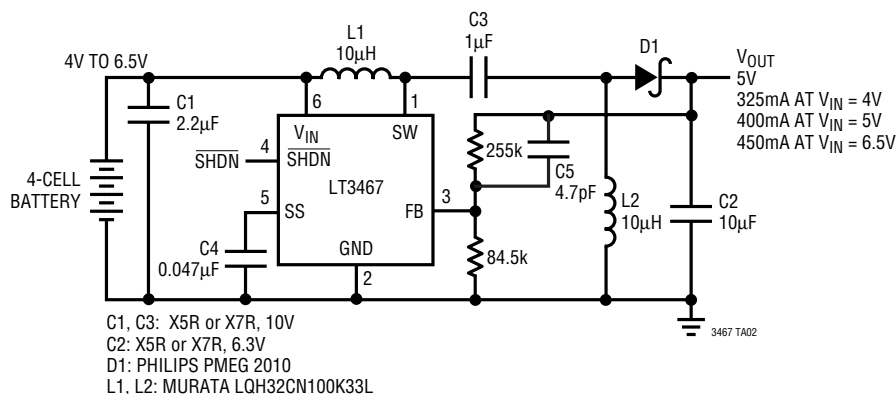 4V TO 6.5V
L1
10µH
C3
1µF
D1
VOUT
5V
325mA AT VIN = 4V
400mA AT VIN = 5V
450mA AT VIN = 6.5V
C1
2.2µF
6
1
VIN
SW
SHDN
4
SHDN
LT3467
255k
C5
4.7pF
4-CELL
BATTERY
5
SS
FB
3
L2
10µH
C2
10µF
C4
0.047µF
GND
2
84.5k
3467 TA02
C1, C3: X5R or X7R, 10V
C2: X5R or X7R, 6.3V
D1: PHILIPS PMEG 2010
L1, L2: MURATA LQH32CN100K33L